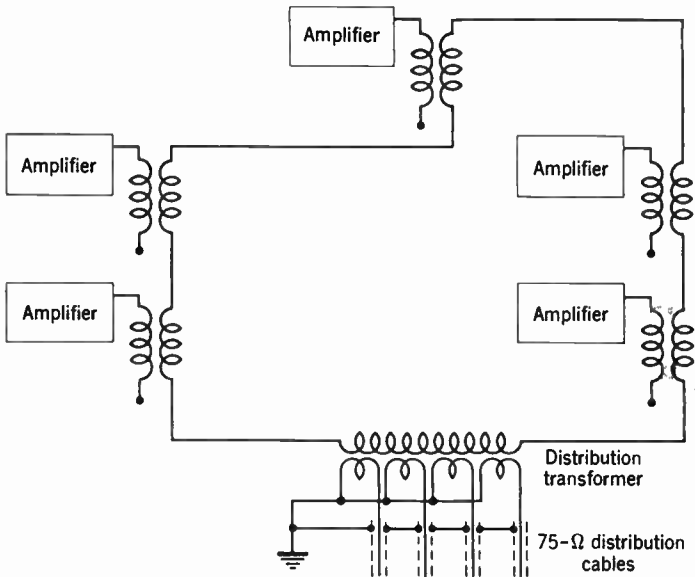 Amplifier
Amplifier
Amplifier
Amplifier
Amplifier
Distribution
transformer
75-Ω distribution
cables